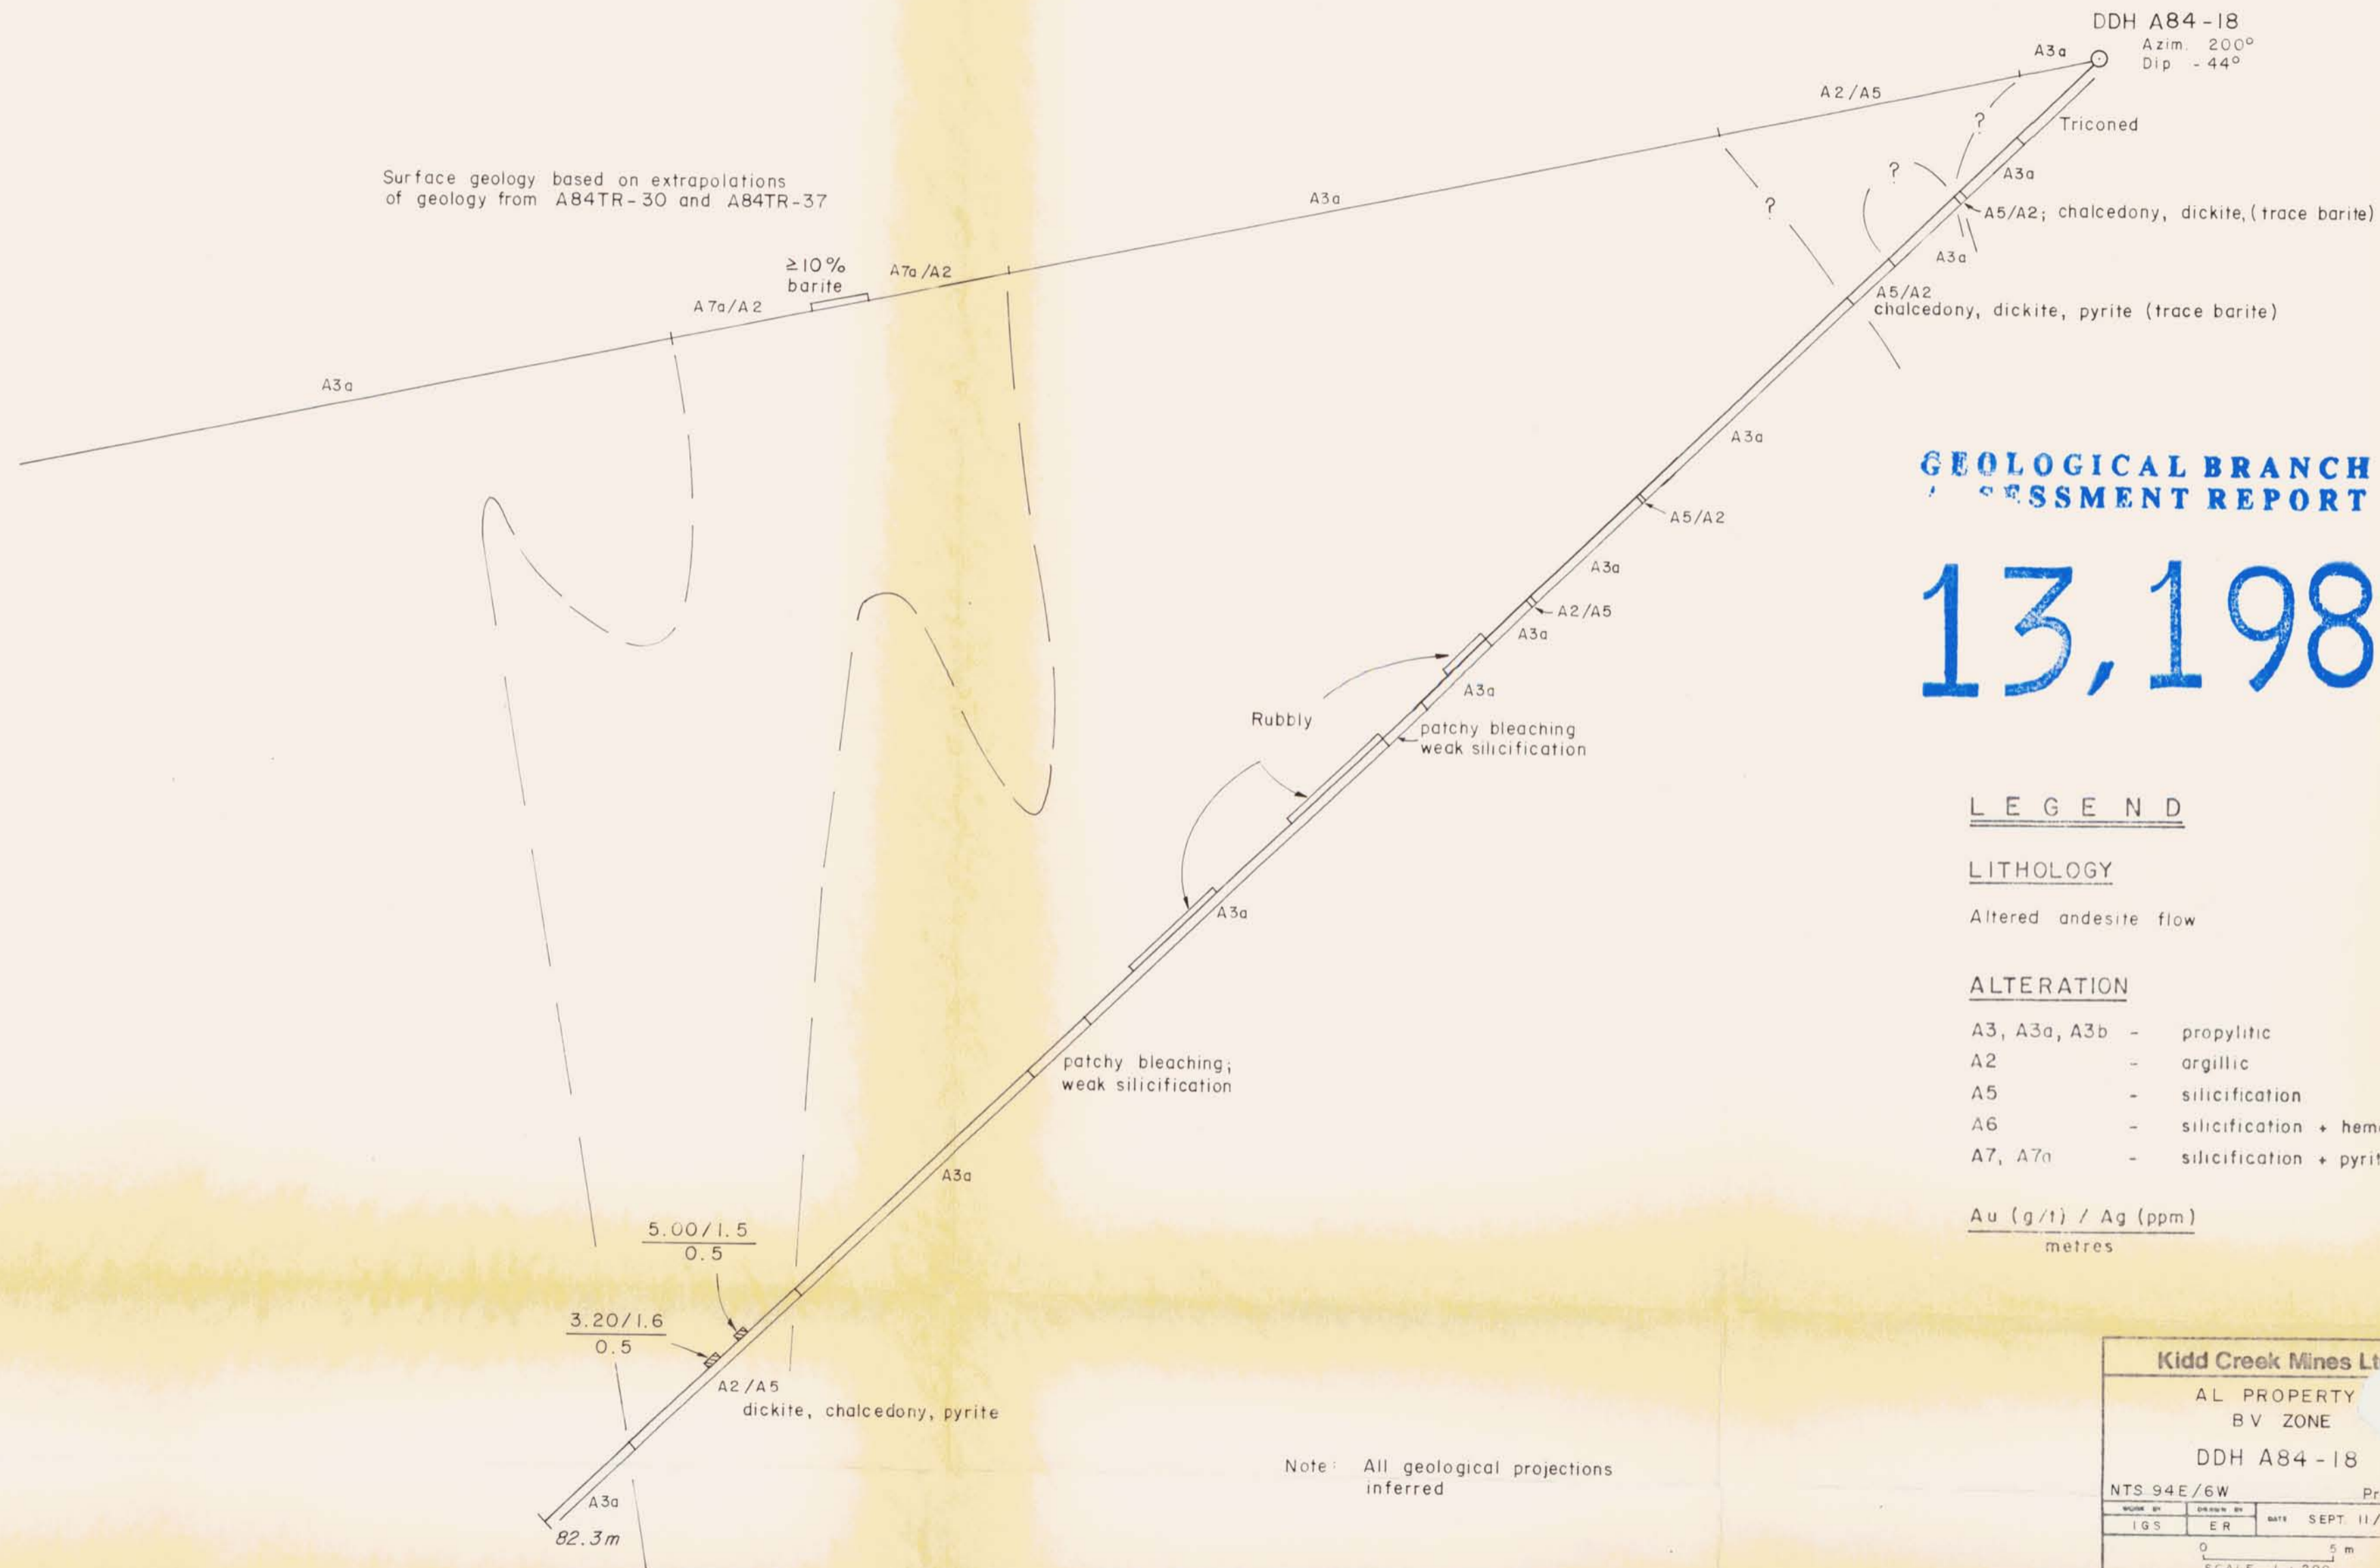 DDH A84-18
Azim. 200°
Dip - 44°
A3a
A2/A5
?
Triconed
A3a
A5/A2; chalcedony, dickite, (trace barite)
?
A3a
A5/A2
chalcedony, dickite, pyrite (trace barite)
?
A3a
Surface geology based on extrapolations
of geology from A84TR-30 and A84TR-37
≥10%
barite
A7a/A2
A7a/A2
A3a
A3a
GEOLOGICAL BRANCH
SSMENT REPORT
13,198
A5/A2
A3a
A2/A5
A3a
A3a
Rubbly
patchy bleaching
weak silicification
A3a
patchy bleaching;
weak silicification
A3a
5.00/1.5
0.5
3.20/1.6
0.5
A2/A5
dickite, chalcedony, pyrite
A3a
82.3m
LEGEND
LITHOLOGY
Altered andesite flow
ALTERATION
A3, A3a, A3b - propylitic
A2 - argillic
A5 - silicification
A6 - silicification + hem
A7, A7a - silicification + pyrit
Au (g/t) / Ag (ppm)
metres
Note: All geological projections
inferred
Kidd Creek Mines Lt
AL PROPERTY
BV ZONE
DDH A84-18
NTS 94E/6W Pr
WORK BY DRAWN BY DATE SEPT. 11/
IGS ER
0 5 m